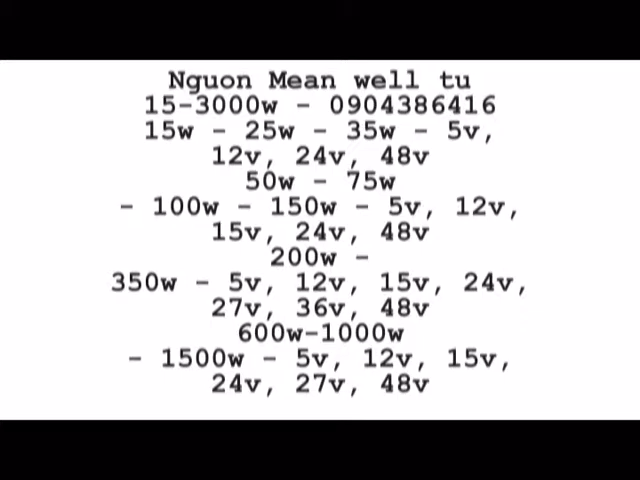 Nguon Mean well tu
15-3000w - 0904386416
15w - 25w - 35w - 5v,
12v, 24v, 48v
50w - 75w
- 100w - 150w - 5v, 12v,
15v, 24v, 48v
200w -
350w - 5v, 12v, 15v, 24v,
27v, 36v, 48v
600w-1000w
- 1500w - 5v, 12v, 15v,
24v, 27v, 48v